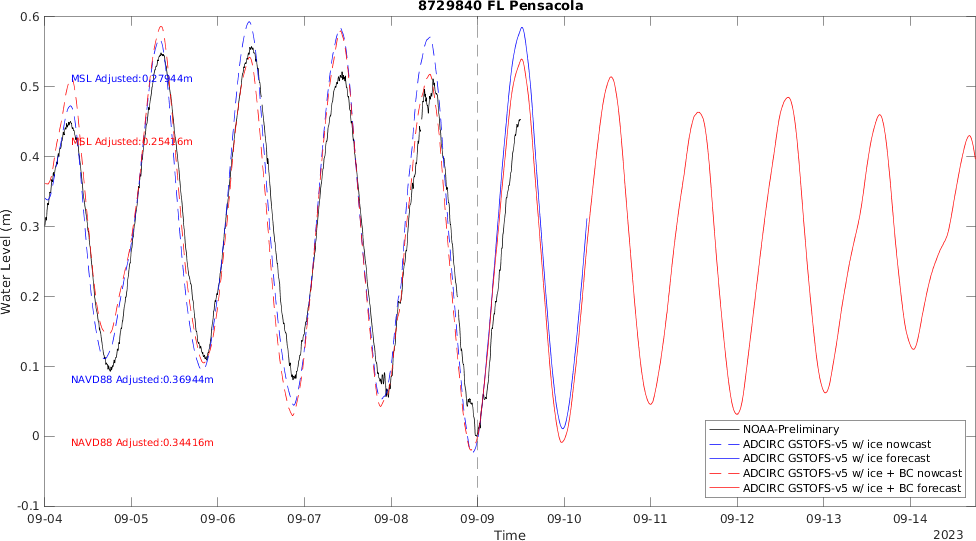 8729840 FL Pensacola
0.6
0.5
0.4
0.3
0.2
0.1
0
-0.1
Water Level (m)
MSL Adjusted:0.27944m
MSL Adjusted:0.25416m
NAVD88 Adjusted:0.36944m
NAVD88 Adjusted:0.34416m
NOAA-Preliminary
ADCIRC GSTOFS-v5 w/ ice nowcast
ADCIRC GSTOFS-v5 w/ ice forecast
ADCIRC GSTOFS-v5 w/ ice + BC nowcast
ADCIRC GSTOFS-v5 w/ ice + BC forecast
09-04 09-05 09-06 09-07 09-08 09-09 09-10 09-11 09-12 09-13 09-14
Time
2023